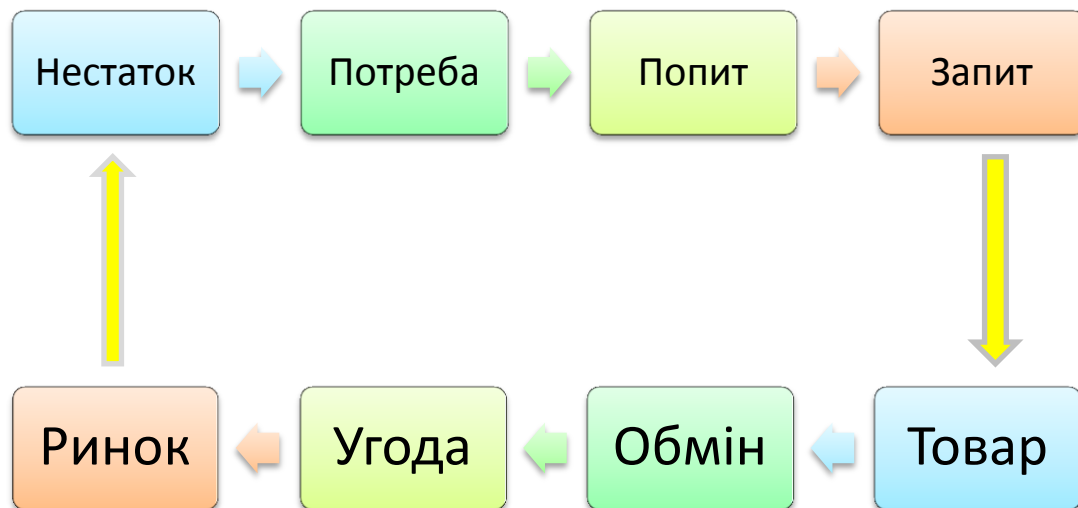 Нестаток
Потреба
Попит
Запит
Ринок
Угода
Обмін
Товар